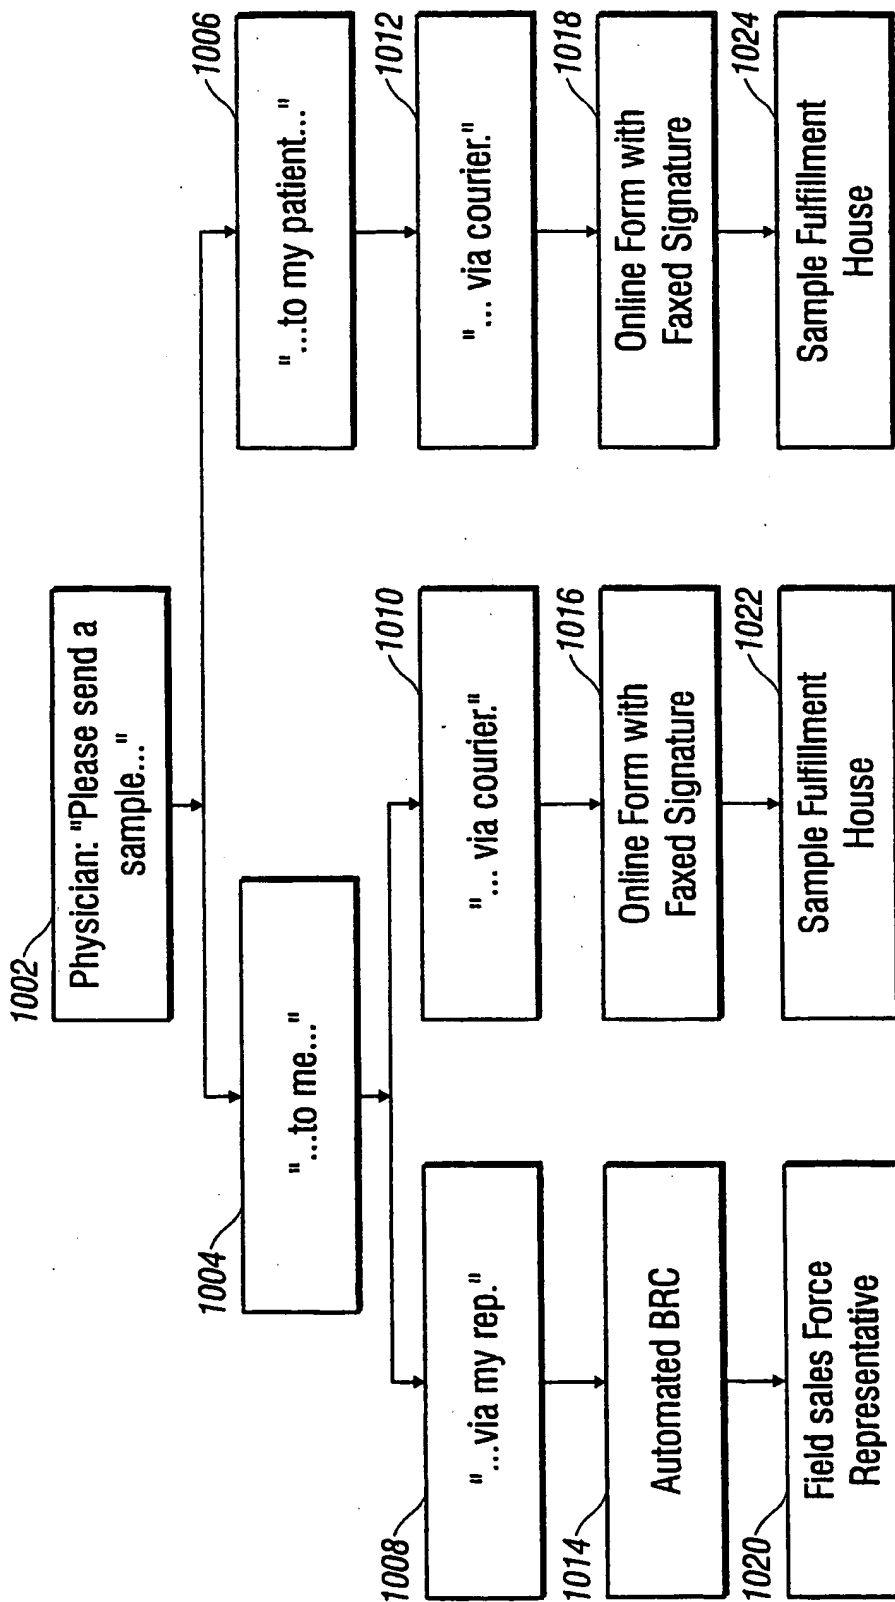 1002
Physician: "Please send a
sample..."
1004
"...to me..."
1006
"...to my patient..."
1008
"...via my rep."
1010
"... via courier."
1012
"... via courier."
1014
Automated BRC
1016
Online Form with
Faxed Signature
1018
Online Form with
Faxed Signature
1020
Field sales Force
Representative
1022
Sample Fulfillment
House
1024
Sample Fulfillment
House